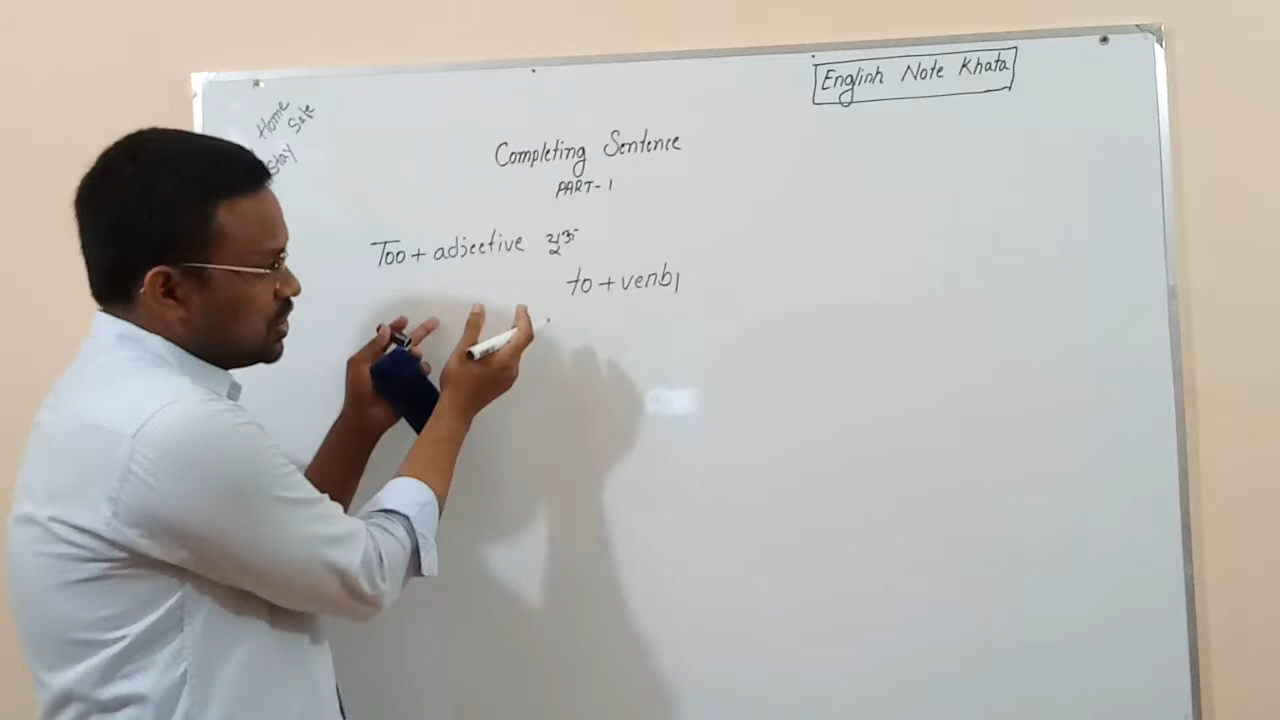 English Note Khata
Home
Stay Safe
Completing Sentence
PART-1
Too + adjective যুক্ত
to + verb1